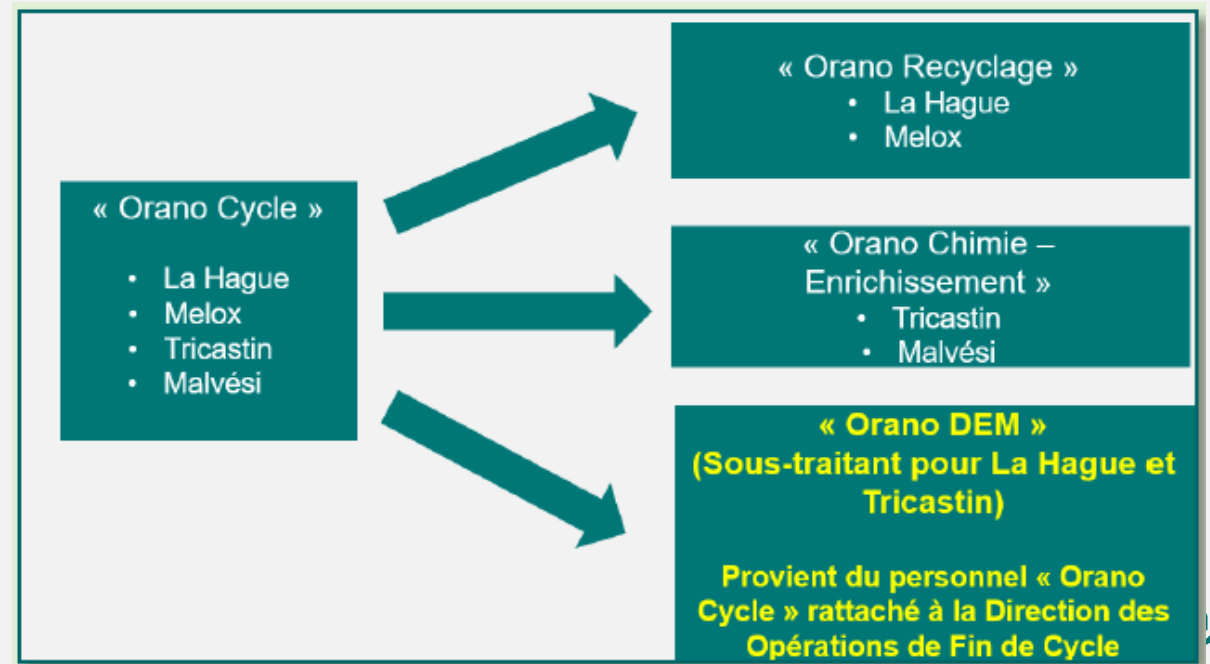 « Orano Cycle »
• La Hague
• Melox
• Tricastin
• Malvési
« Orano Recyclage »
• La Hague
• Melox
« Orano Chimie –
Enrichissement »
• Tricastin
• Malvési
« Orano DEM »
(Sous-traitant pour La Hague et
Tricastin)
Provient du personnel « Orano
Cycle » rattaché à la Direction des
Opérations de Fin de Cycle